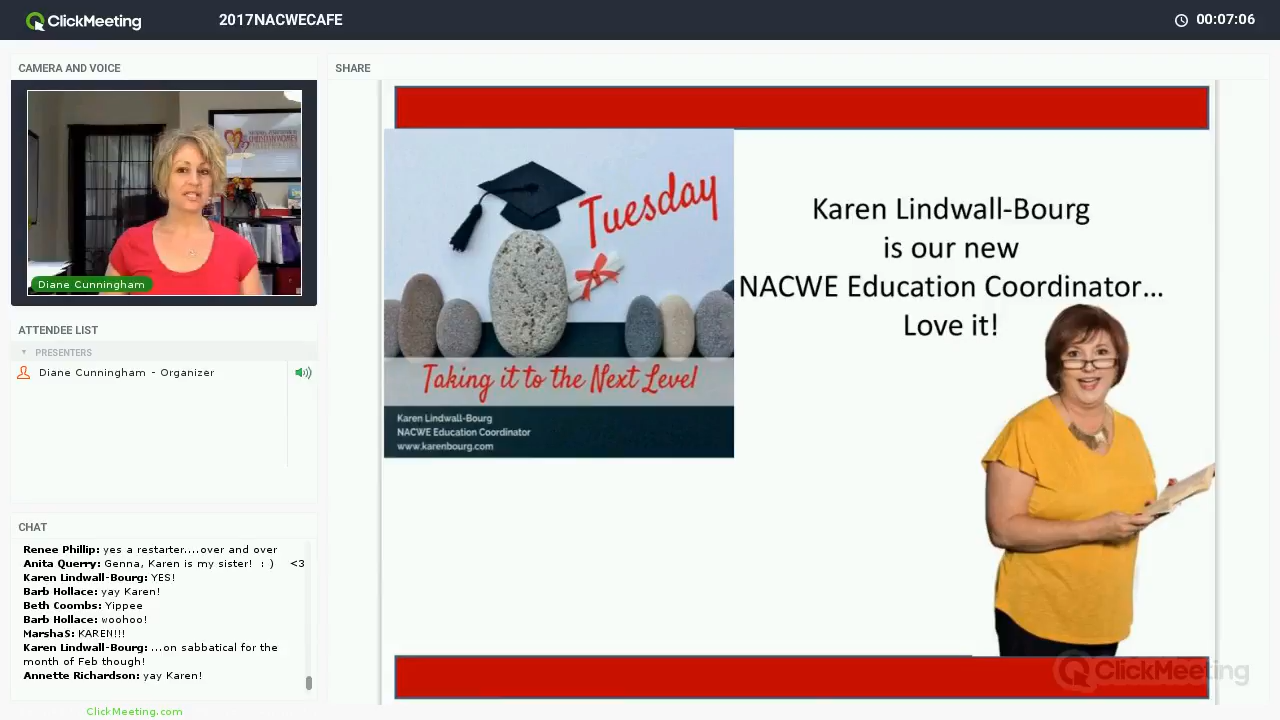 ClickMeeting
2017NACWECAFE
00:07:06
CAMERA AND VOICE
Diane Cunningham
ATTENDEE LIST
PRESENTERS
Diane Cunningham - Organizer
CHAT
Renee Phillip: yes a restarter....over and over
Anita Querry: Genna, Karen is my sister! : ) <3
Karen Lindwall-Bourg: YES!
Barb Hollace: yay Karen!
Beth Coombs: Yippee
Barb Hollace: woohoo!
MarshaS: KAREN!!!
Karen Lindwall-Bourg: ...on sabbatical for the
month of Feb though!
Annette Richardson: yay Karen!
ClickMeeting.com
SHARE
Tuesday
Taking it to the Next Level
Karen Lindwall-Bourg
NACWE Education Coordinator
www.karenbourg.com
Karen Lindwall-Bourg
is our new
NACWE Education Coordinator...
Love it!
ClickMeeting